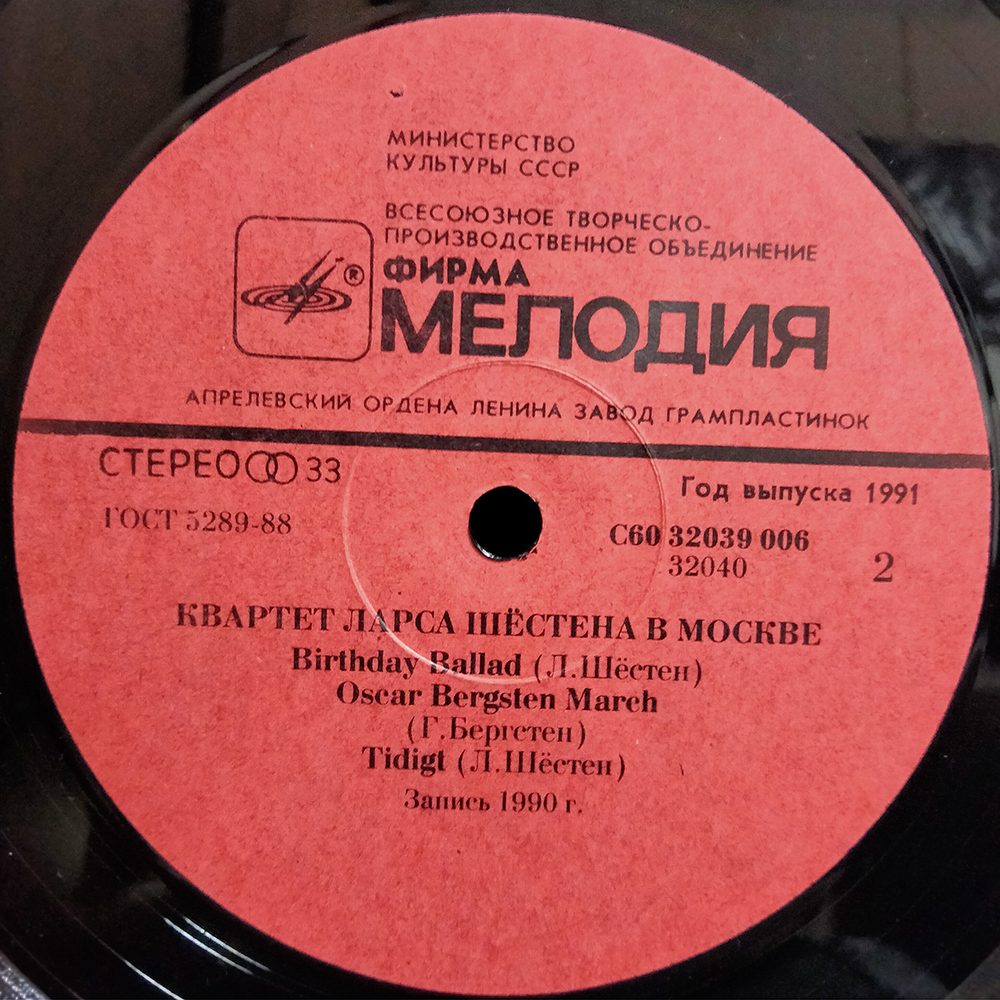 МИНИСТЕРСТВО
КУЛЬТУРЫ СССР
ВСЕСОЮЗНОЕ ТВОРЧЕСКО-
ПРОИЗВОДСТВЕННОЕ ОБЪЕДИНЕНИЕ
®
ФИРМА
МЕЛОДИЯ
АПРЕЛЕВСКИЙ ОРДЕНА ЛЕНИНА ЗАВОД ГРАМПЛАСТИНОК
СТЕРЕО 33
Год выпуска 1991
ГОСТ 5289-88
С60 32039 006
32040
2
КВАРТЕТ ЛАРСА ШЁСТЕНА В МОСКВЕ
Birthday Ballad (Л.Шёстен)
Oscar Bergsten March
(Г.Бергстен)
Tidigt (Л.Шёстен)
Запись 1990 г.